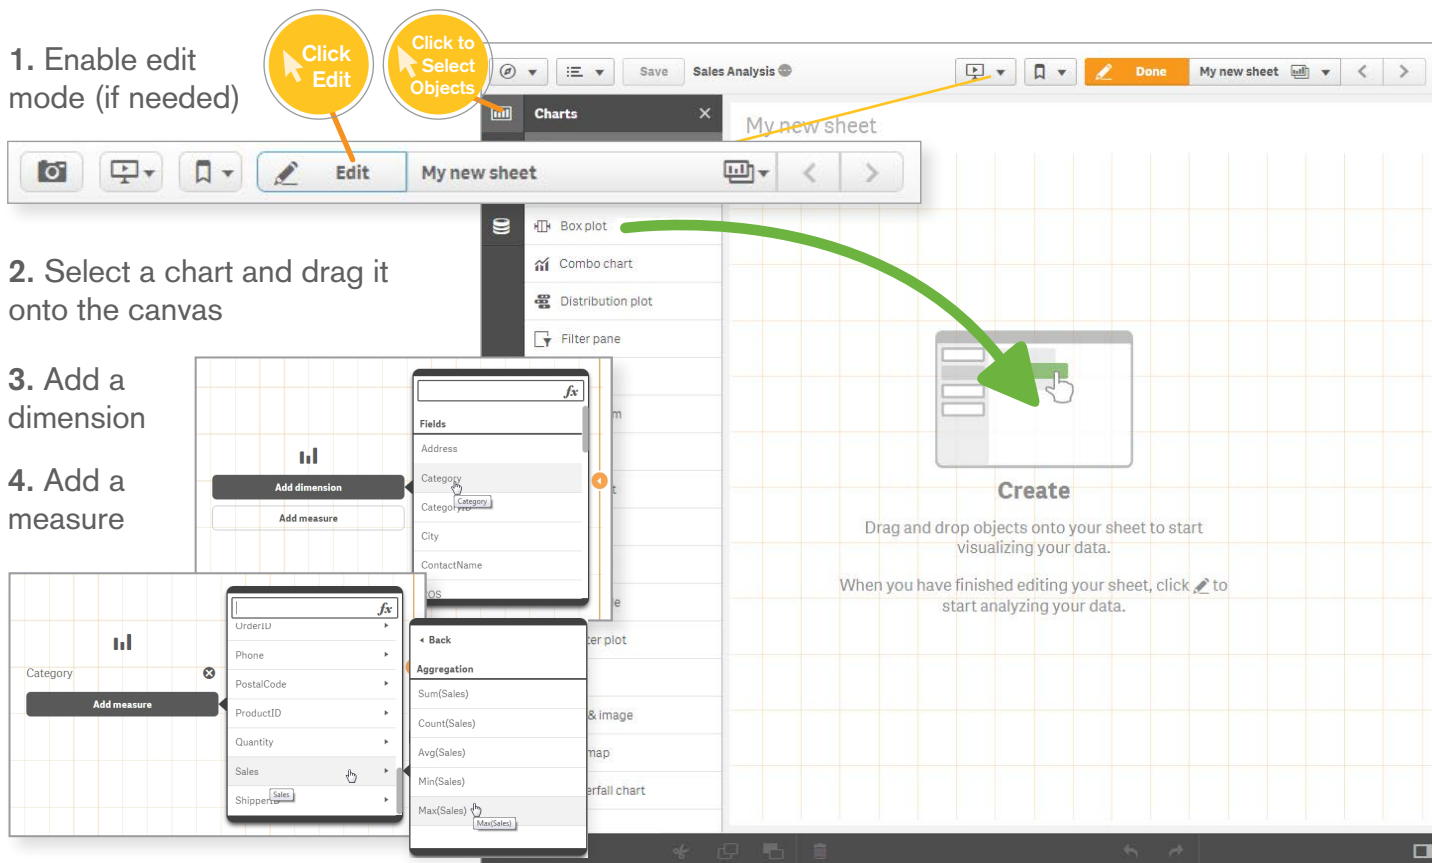 1. Enable edit
mode (if needed)
Click
Edit
Click to
Select
Objects
Save
Sales Analysis
Done
My new sheet
Charts
My new sheet
Edit
My new sheet
Box plot
Combo chart
Distribution plot
Filter pane
2. Select a chart and drag it
onto the canvas
3. Add a
dimension
4. Add a
measure
Add dimension
Add measure
fx
Fields
Address
Category
Category
CategoryID
City
ContactName
m
t
e
ter plot
& image
map
erfall chart
Create
Drag and drop objects onto your sheet to start
visualizing your data.
When you have finished editing your sheet, click to
start analyzing your data.
Category
Add measure
fx
OrderID
Phone
PostalCode
ProductID
Quantity
Sales
Sales
ShipperID
Back
Aggregation
Sum(Sales)
Count(Sales)
Avg(Sales)
Min(Sales)
Max(Sales)
Max(Sales)